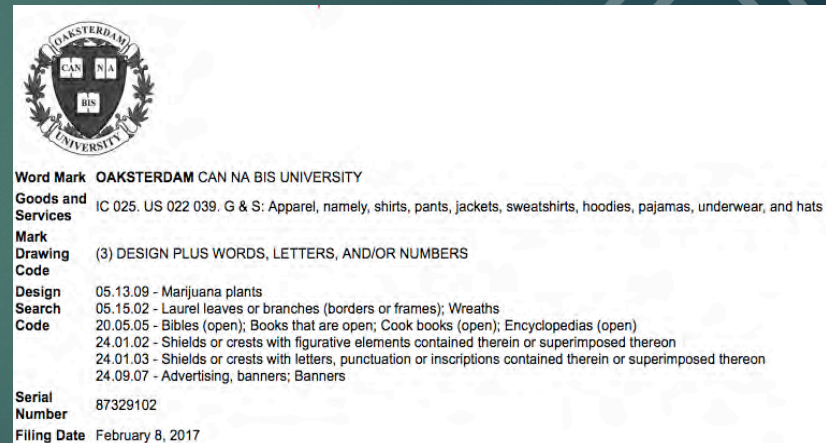 OAKSTERDAM
CAN NA
BIS
UNIVERSITY
Word Mark OAKSTERDAM CAN NA BIS UNIVERSITY
Goods and Services IC 025. US 022 039. G & S: Apparel, namely, shirts, pants, jackets, sweatshirts, hoodies, pajamas, underwear, and hats
Mark
Drawing (3) DESIGN PLUS WORDS, LETTERS, AND/OR NUMBERS
Code
Design 05.13.09 - Marijuana plants
Search 05.15.02 - Laurel leaves or branches (borders or frames); Wreaths
Code 20.05.05 - Bibles (open); Books that are open; Cook books (open); Encyclopedias (open)
24.01.02 - Shields or crests with figurative elements contained therein or superimposed thereon
24.01.03 - Shields or crests with letters, punctuation or inscriptions contained therein or superimposed thereon
24.09.07 - Advertising, banners; Banners
Serial Number 87329102
Filing Date February 8, 2017